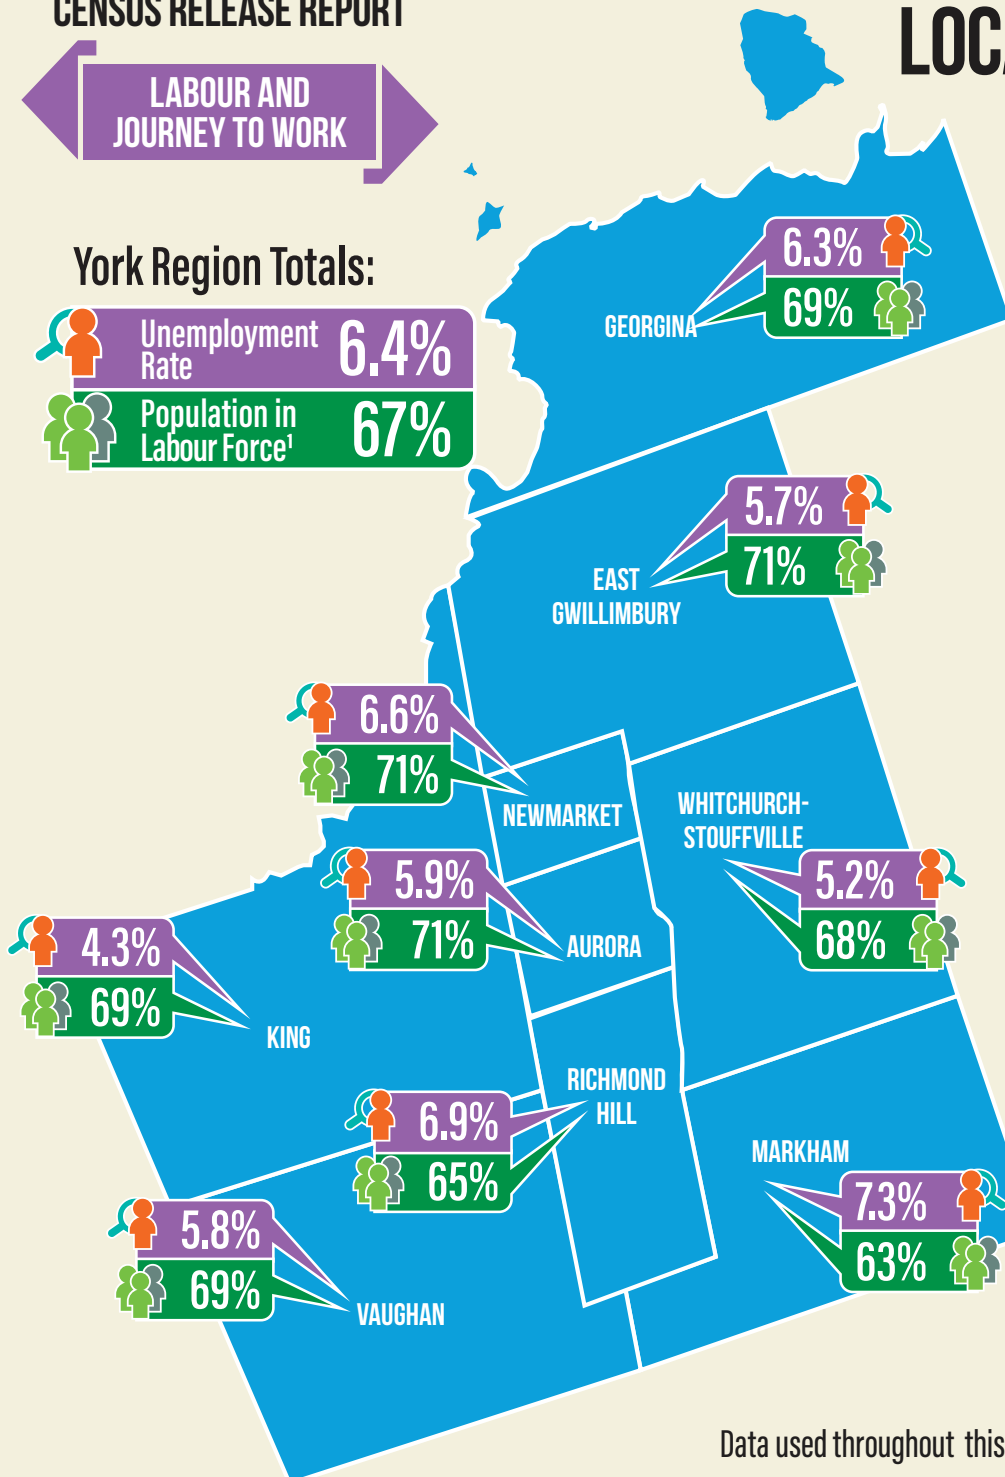 CENSUS RELEASE REPORT
LABOUR AND
JOURNEY TO WORK
York Region Totals:
Unemployment
Rate
6.4%
Population in
Labour Force¹
67%
6.3%
69%
GEORGINA
5.7%
71%
EAST
GWILLIMBURY
6.6%
71%
NEWMARKET
WHITCHURCH-
STOUFFVILLE
5.2%
68%
5.9%
71%
AURORA
4.3%
69%
KING
RICHMOND
HILL
6.9%
65%
MARKHAM
7.3%
63%
5.8%
69%
VAUGHAN
Data used throughout this